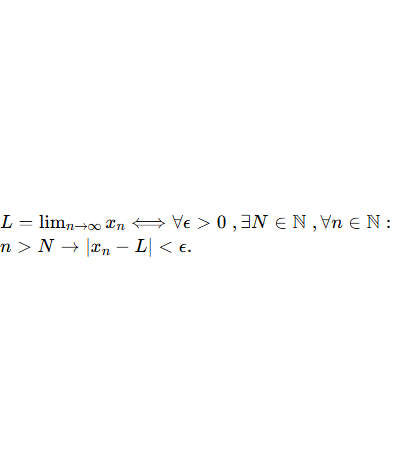 L = lim_{n→∞} x_n ⟺ ∀ϵ > 0 , ∃N ∈ ℕ , ∀n ∈ ℕ :
n > N → |x_n − L| < ϵ.